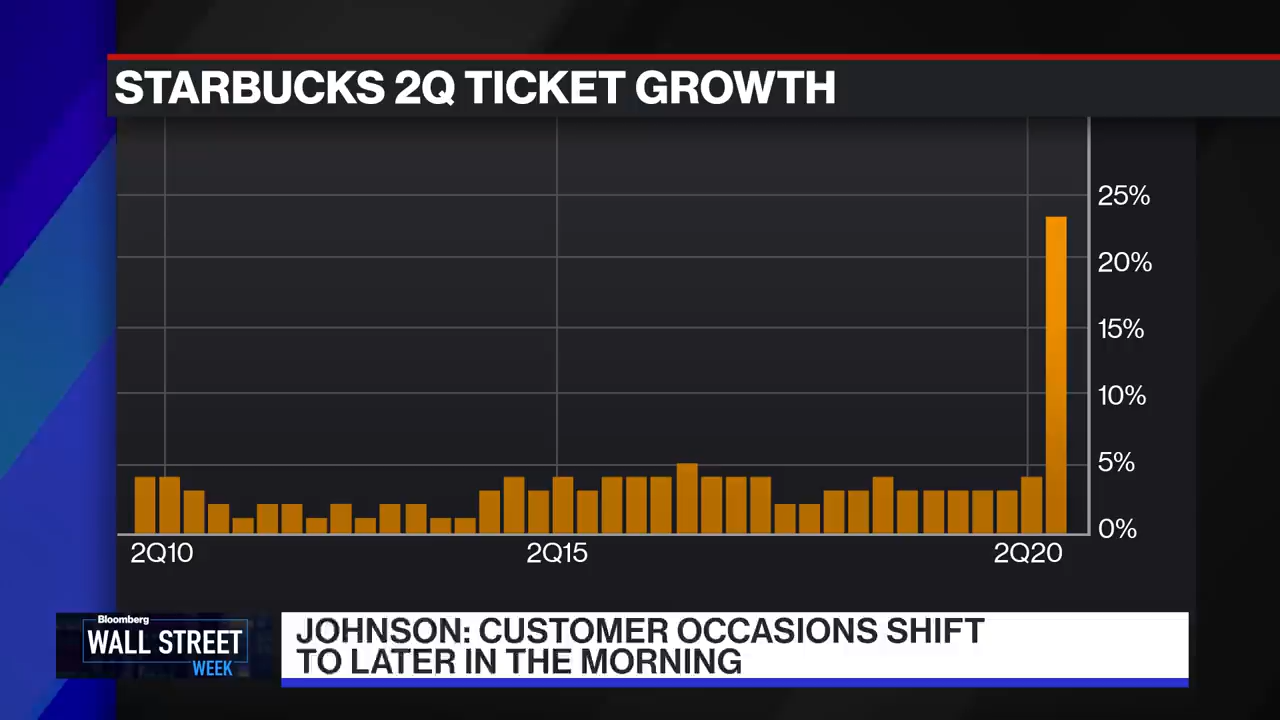 STARBUCKS 2Q TICKET GROWTH
25%
20%
15%
10%
5%
0%
2Q10 2Q15 2Q20
Bloomberg
WALL STREET
WEEK
JOHNSON: CUSTOMER OCCASIONS SHIFT
TO LATER IN THE MORNING